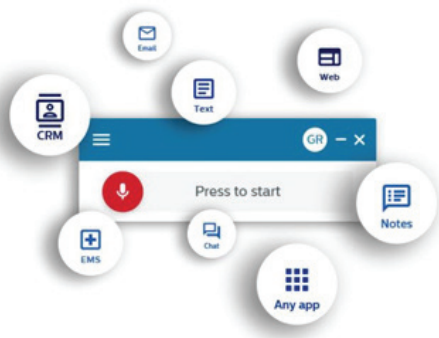 Email
Web
Text
CRM
GR
Press to start
Notes
EMS
Chat
Any app